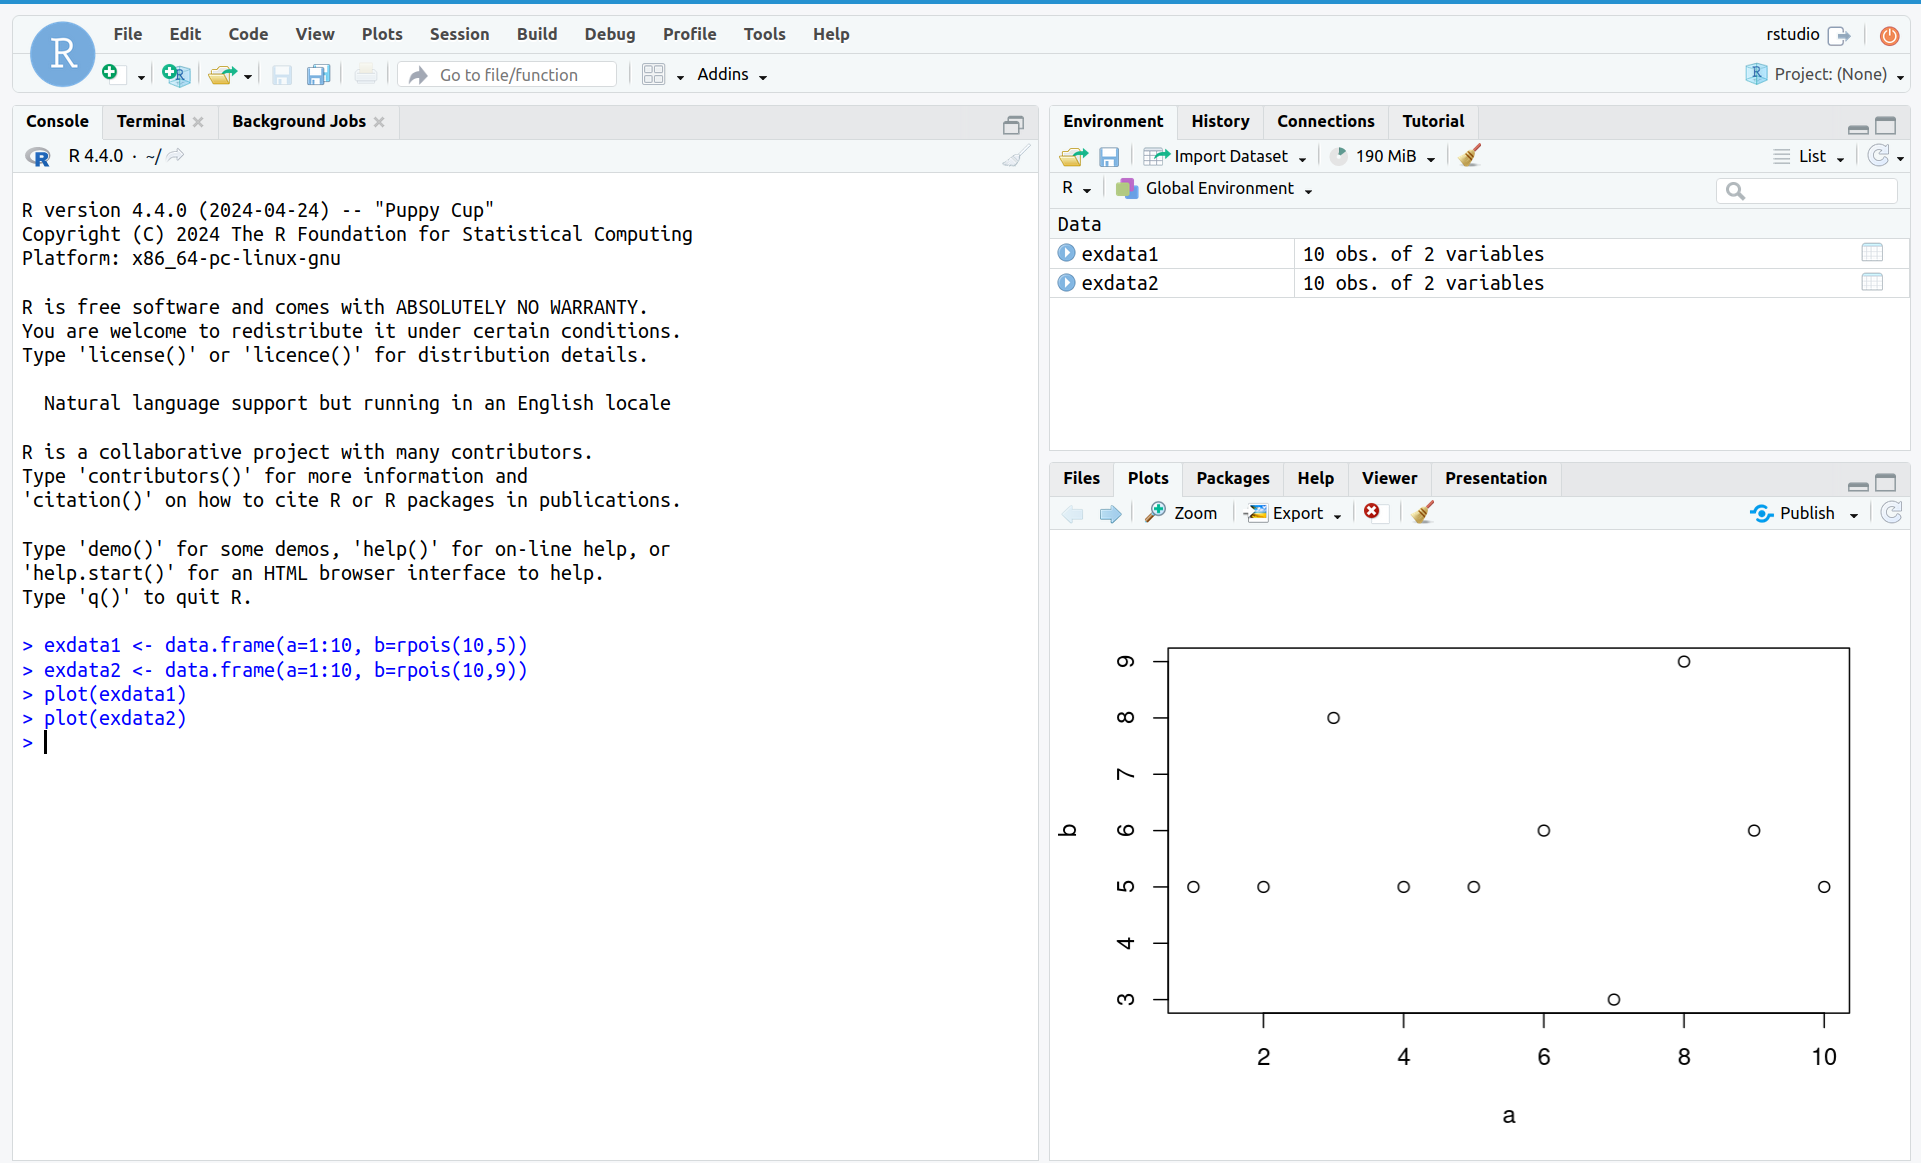 R
File Edit Code View Plots Session Build Debug Profile Tools Help
rstudio
Go to file/function
Addins
Project: (None)
Console Terminal Background Jobs
R 4.4.0 · ~/
R version 4.4.0 (2024-04-24) -- "Puppy Cup"
Copyright (C) 2024 The R Foundation for Statistical Computing
Platform: x86_64-pc-linux-gnu
R is free software and comes with ABSOLUTELY NO WARRANTY.
You are welcome to redistribute it under certain conditions.
Type 'license()' or 'licence()' for distribution details.
Natural language support but running in an English locale
R is a collaborative project with many contributors.
Type 'contributors()' for more information and
'citation()' on how to cite R or R packages in publications.
Type 'demo()' for some demos, 'help()' for on-line help, or
'help.start()' for an HTML browser interface to help.
Type 'q()' to quit R.
> exdata1 <- data.frame(a=1:10, b=rpois(10,5))
> exdata2 <- data.frame(a=1:10, b=rpois(10,9))
> plot(exdata1)
> plot(exdata2)
>
Environment History Connections Tutorial
Import Dataset 190 MiB List
R Global Environment
Data
exdata1 10 obs. of 2 variables
exdata2 10 obs. of 2 variables
Files Plots Packages Help Viewer Presentation
Zoom Export Publish
9
8
7
b
6
5
4
3
2 4 6 8 10
a